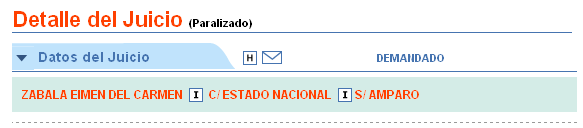 Detalle del Juicio (Paralizado)
Datos del Juicio H DEMANDADO
ZABALA EIMEN DEL CARMEN I C/ ESTADO NACIONAL I S/ AMPARO